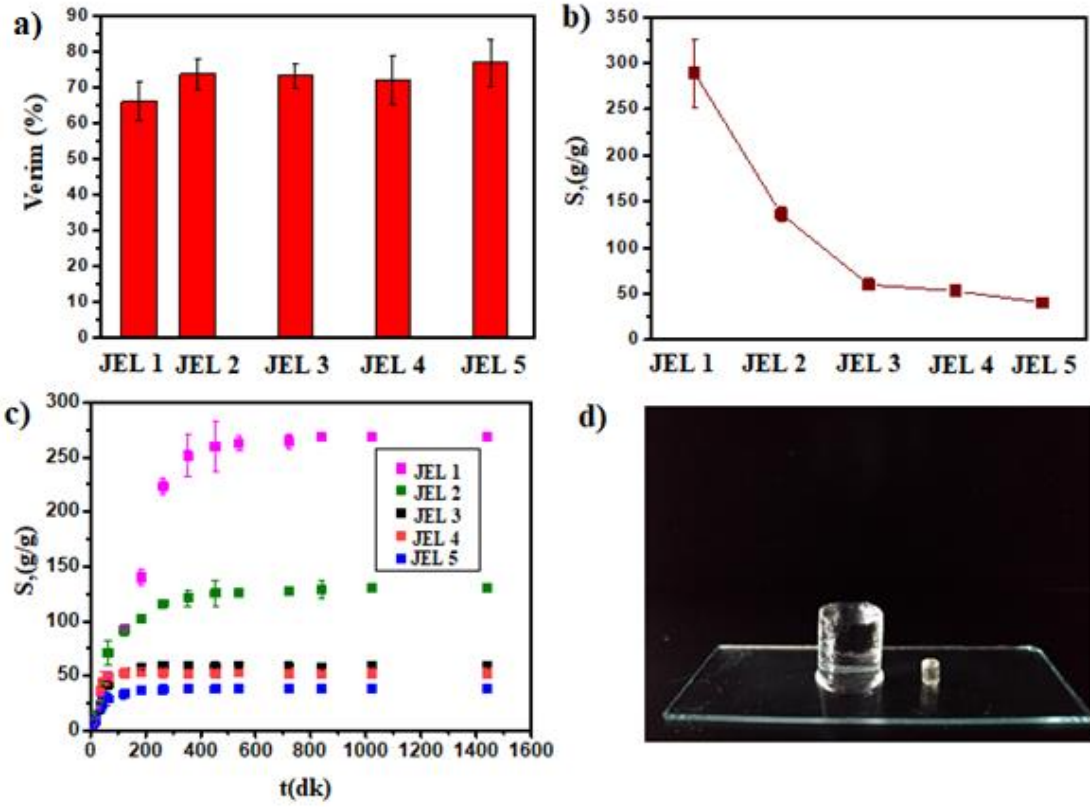 a)
90
80
70
60
50
40
30
20
10
0
Verim (%)
JEL 1 JEL 2 JEL 3 JEL 4 JEL 5
b)
350
300
250
200
150
100
50
0
S,(g/g)
JEL 1 JEL 2 JEL 3 JEL 4 JEL 5
c)
300
250
200
150
100
50
0
S,(g/g)
JEL 1
JEL 2
JEL 3
JEL 4
JEL 5
0 200 400 600 800 1000 1200 1400 1600
t(dk)
d)